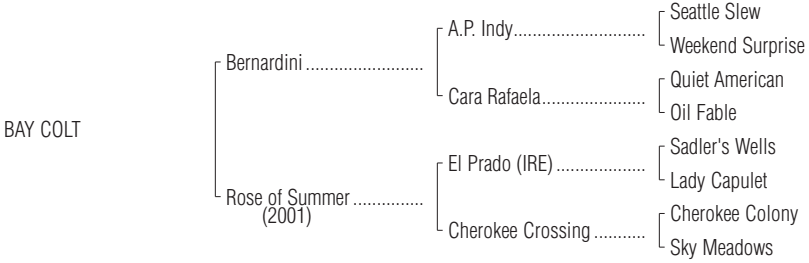 Seattle Slew
A.P. Indy..............................
Weekend Surprise
Bernardini ...........................
Quiet American
Cara Rafaela........................
Oil Fable
BAY COLT
Sadler's Wells
El Prado (IRE) ....................
Lady Capulet
Rose of Summer ................
(2001)
Cherokee Colony
Cherokee Crossing ...........
Sky Meadows